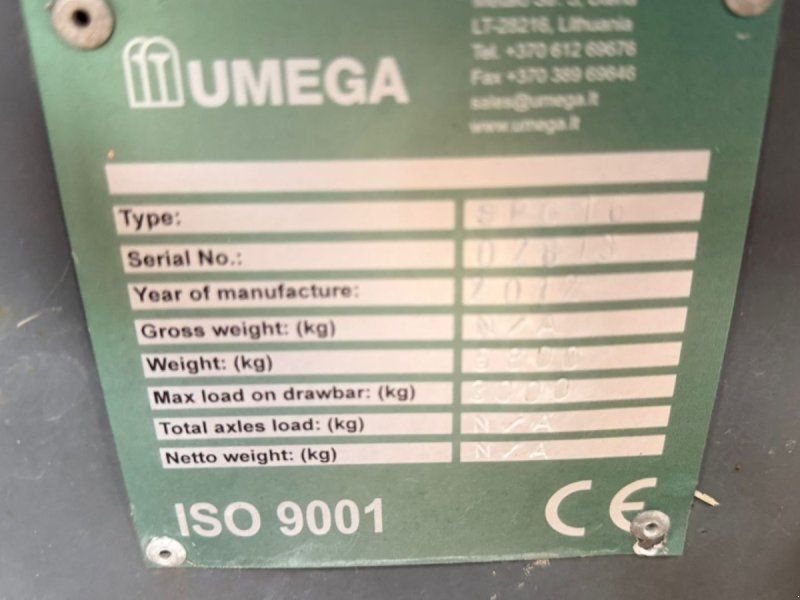 LT-28216, Lithuania
Tel. +370 612 69676
Fax +370 389 69646
sales@umega.lt
www.umega.lt
UMEGA
Type:
Serial No.:
Year of manufacture: 2012
Gross weight: (kg) N/A
Weight: (kg)
Max load on drawbar: (kg)
Total axles load: (kg) N/A
Netto weight: (kg) N/A
ISO 9001
CE